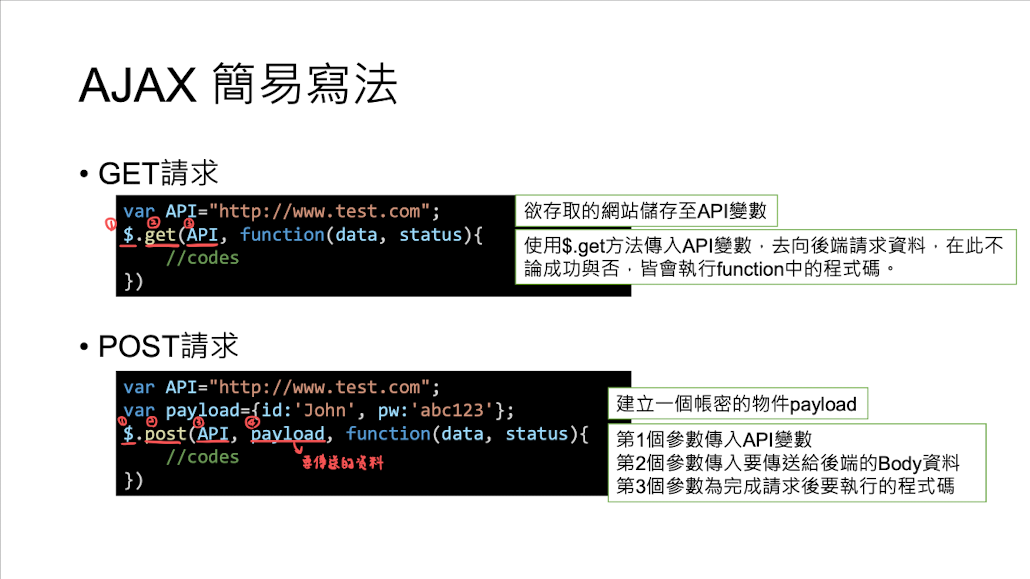 AJAX 簡易寫法
• GET請求
var API="http://www.test.com";
① ② ③
$.get(API, function(data, status){
//codes
})
欲存取的網站儲存至API變數
使用$.get方法傳入API變數，去向後端請求資料，在此不
論成功與否，皆會執行function中的程式碼。
• POST請求
var API="http://www.test.com";
var payload={id:'John', pw:'abc123'};
① ② ③ ④
$.post(API, payload, function(data, status){
//codes
要傳送的資料
})
建立一個帳密的物件payload
第1個參數傳入API變數
第2個參數傳入要傳送給後端的Body資料
第3個參數為完成請求後要執行的程式碼